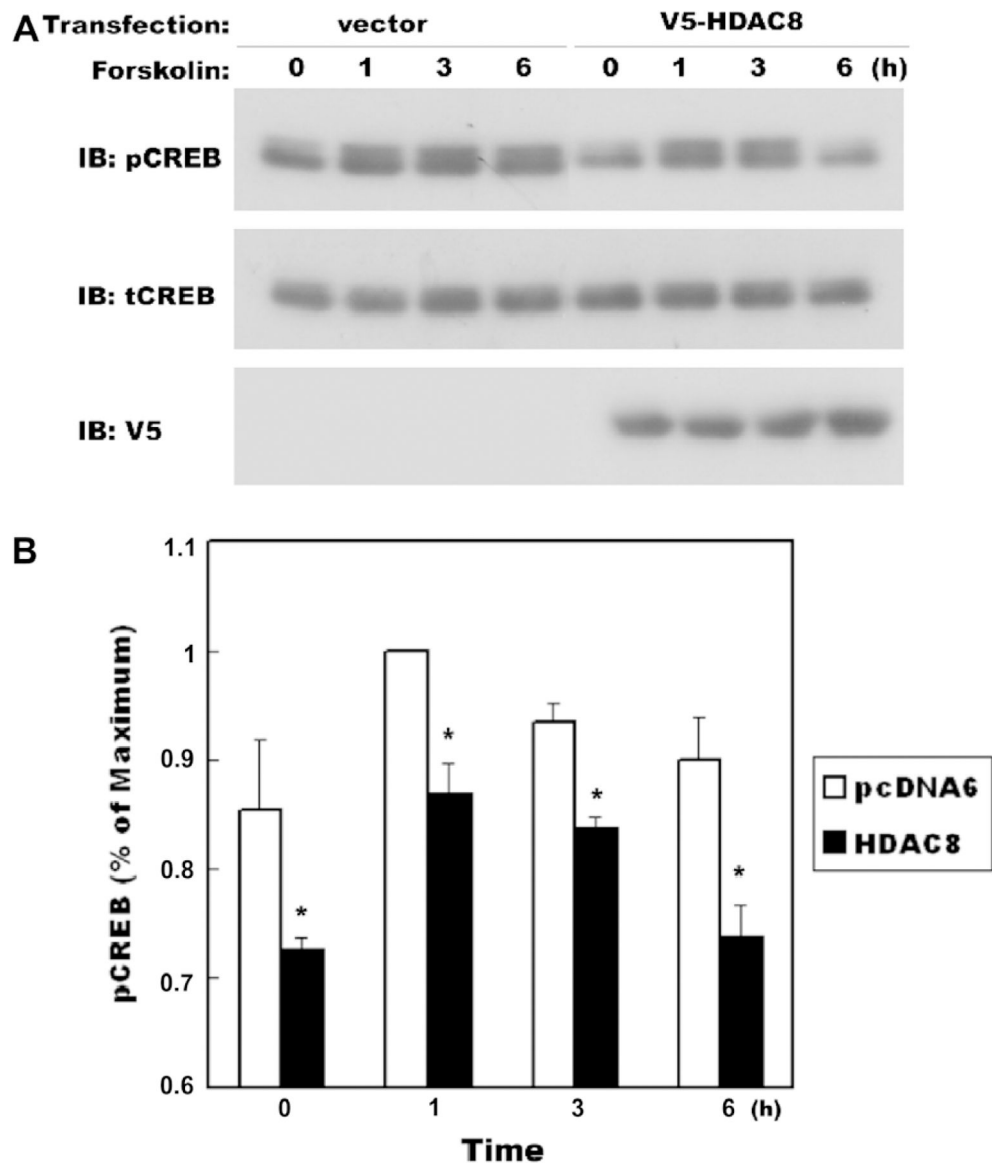 A Transfection: vector V5-HDAC8
Forskolin: 0 1 3 6 0 1 3 6 (h)
IB: pCREB
IB: tCREB
IB: V5
B
pCREB (% of Maximum)
1.1
1
0.9
0.8
0.7
0.6
* * * *
0 1 3 6 (h)
Time
pcDNA6
HDAC8